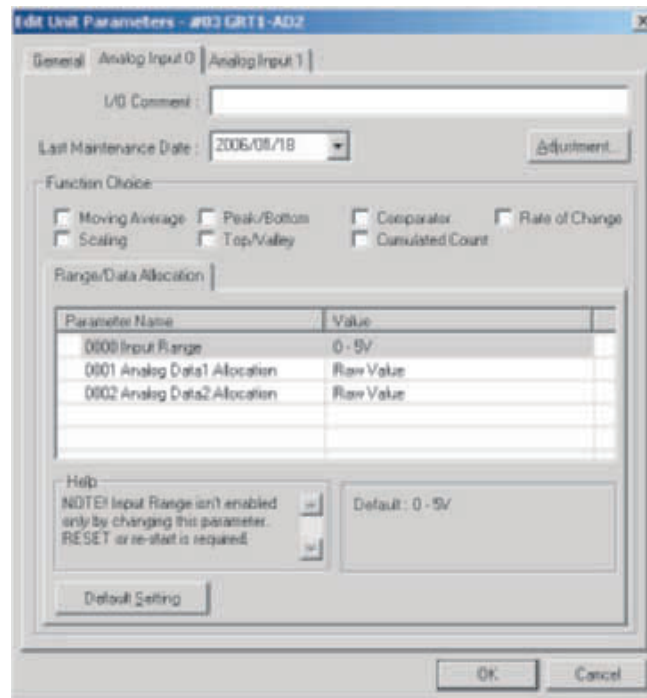 Edit Unit Parameters - #03 GRT1-AD2
General Analog Input 0 Analog Input 1
I/O Comment :
Last Maintenance Date : 2006/01/18 Adjustment...
Function Choice
Moving Average Peak/Bottom Comparator Rate of Change
Scaling Top/Valley Cumulated Count
Range/Data Allocation
Parameter Name Value
0000 Input Range 0 - 5V
0001 Analog Data1 Allocation Raw Value
0002 Analog Data2 Allocation Raw Value
Help
NOTE! Input Range isn't enabled
only by changing this parameter.
RESET or re-start is required.
Default : 0 - 5V
Default Setting
OK Cancel